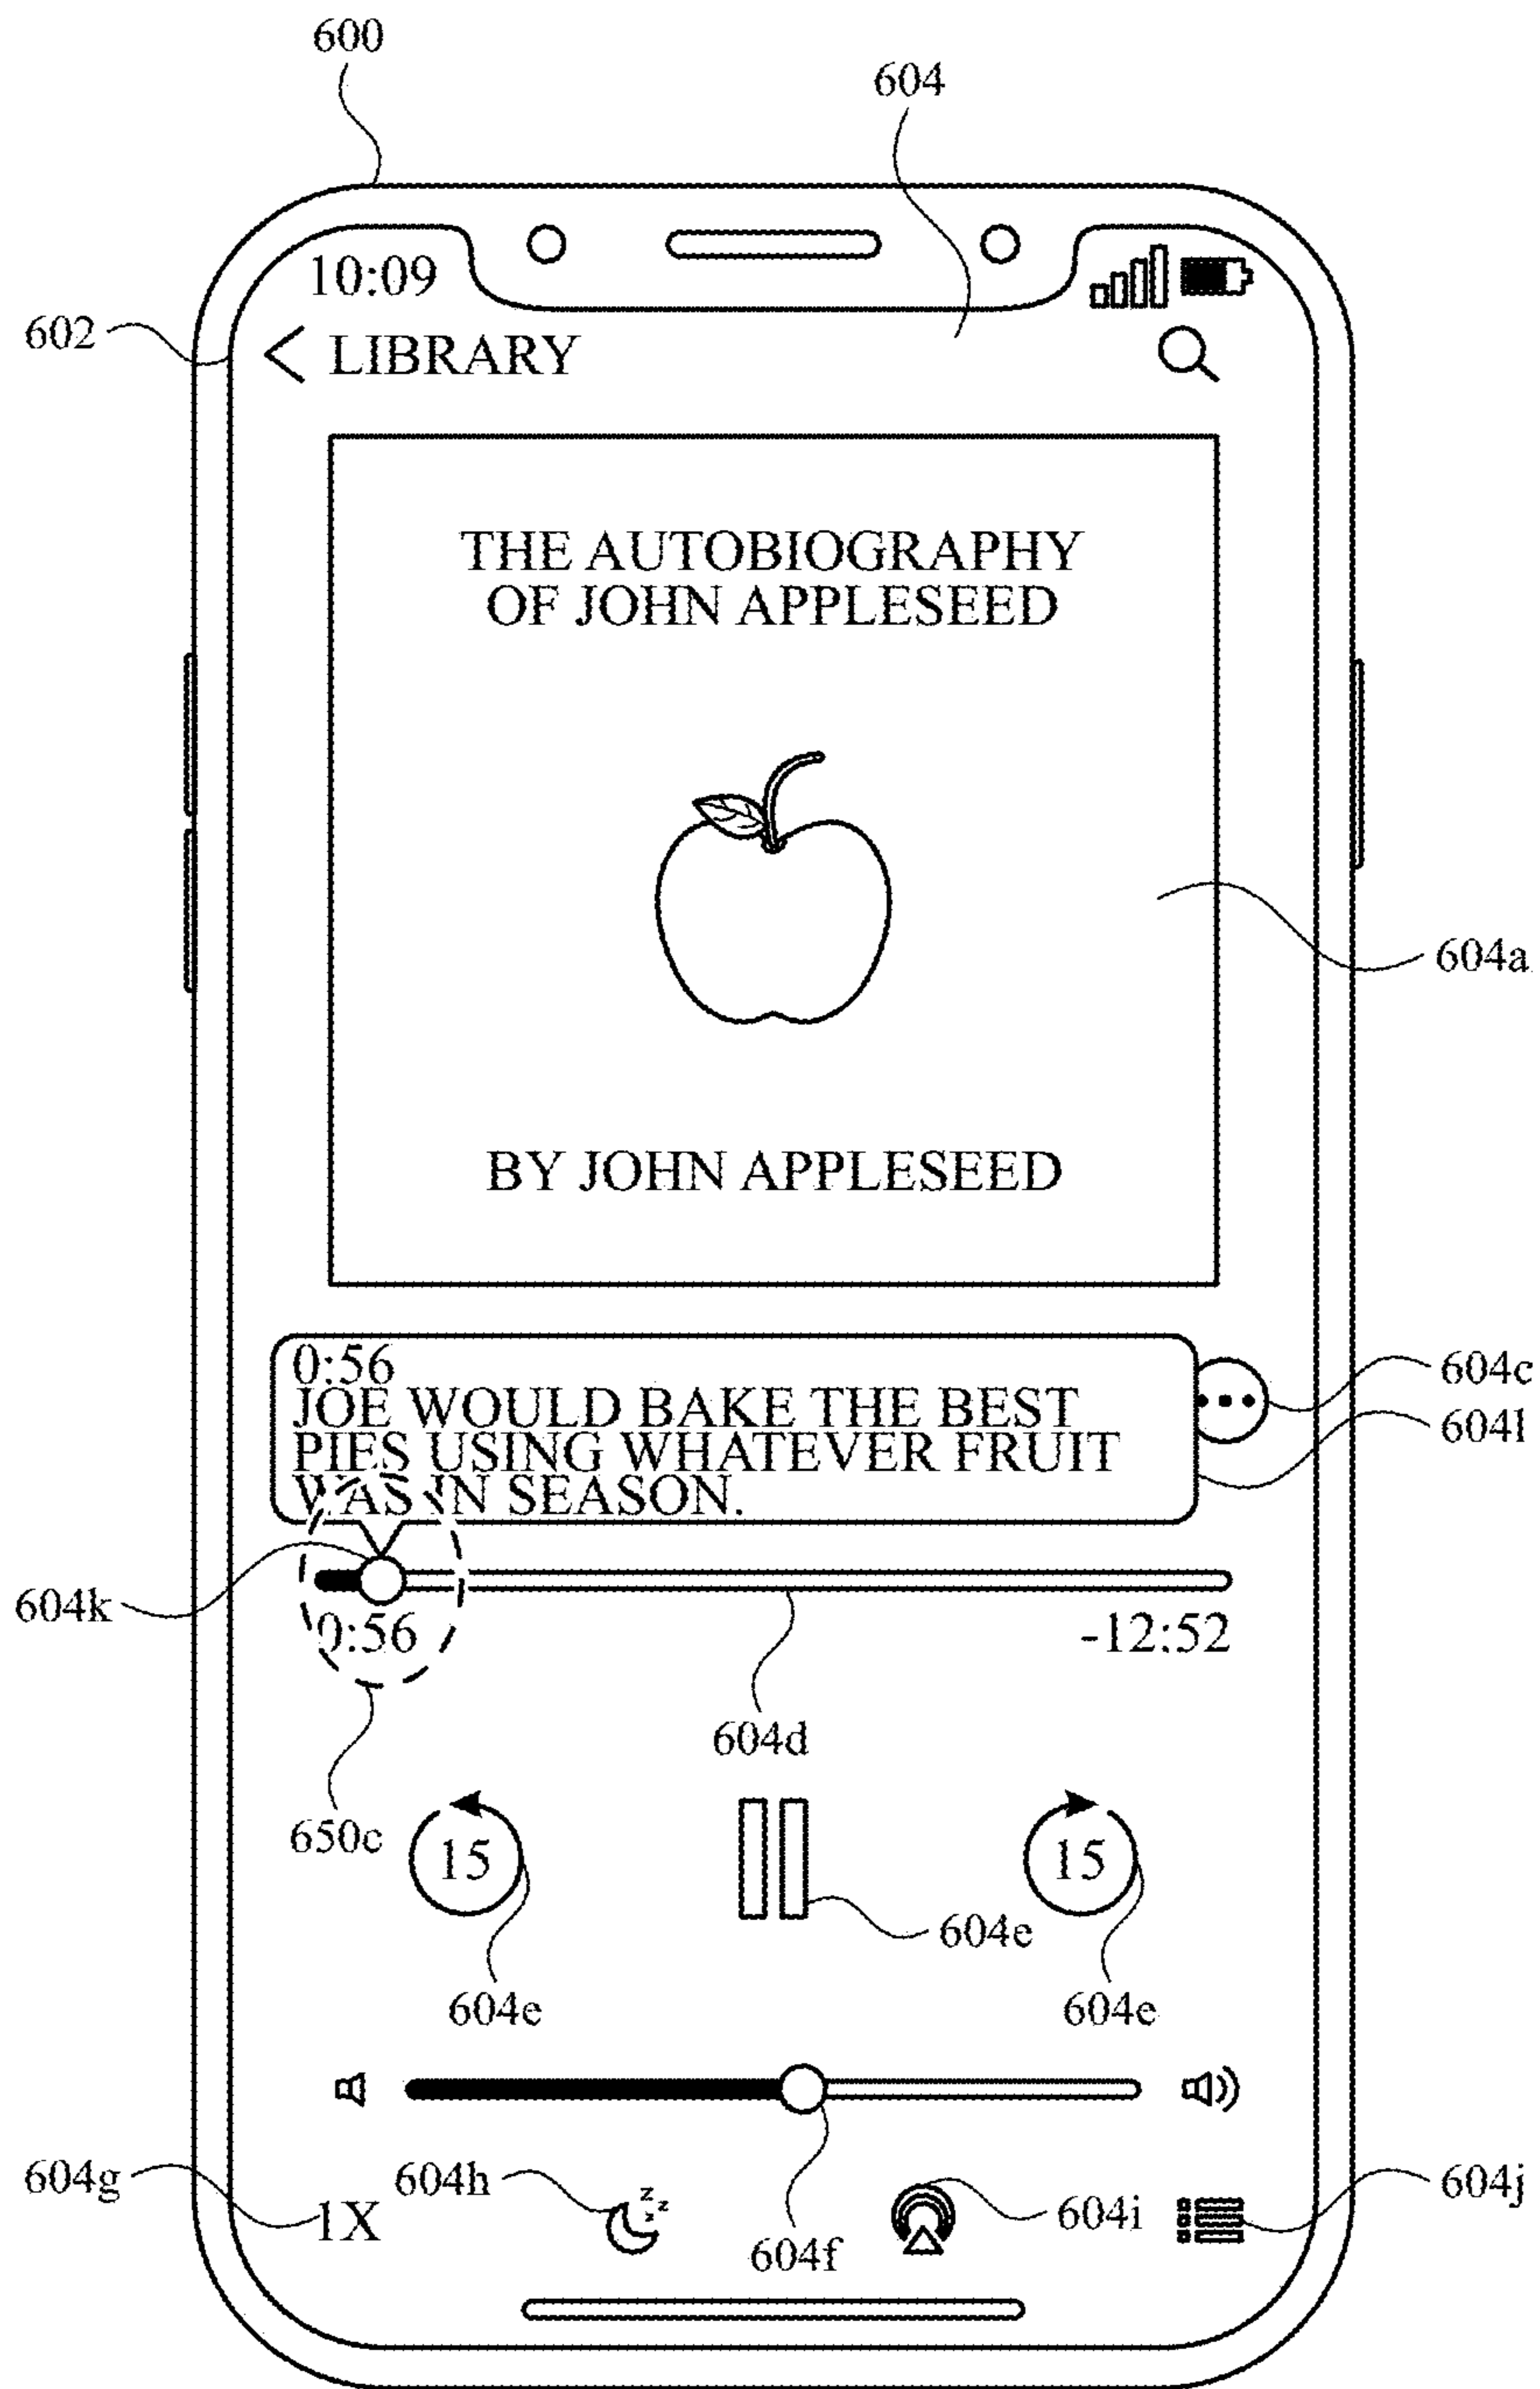 600
604
10:09
602
LIBRARY
THE AUTOBIOGRAPHY
OF JOHN APPLESEED
604a
BY JOHN APPLESEED
0:56
JOE WOULD BAKE THE BEST
PIES USING WHATEVER FRUIT
WAS IN SEASON.
604c
604l
604k
0:56
-12:52
604d
650c
15
15
604e
604e
604e
604g
1X
604h
z z z
604f
604i
604j